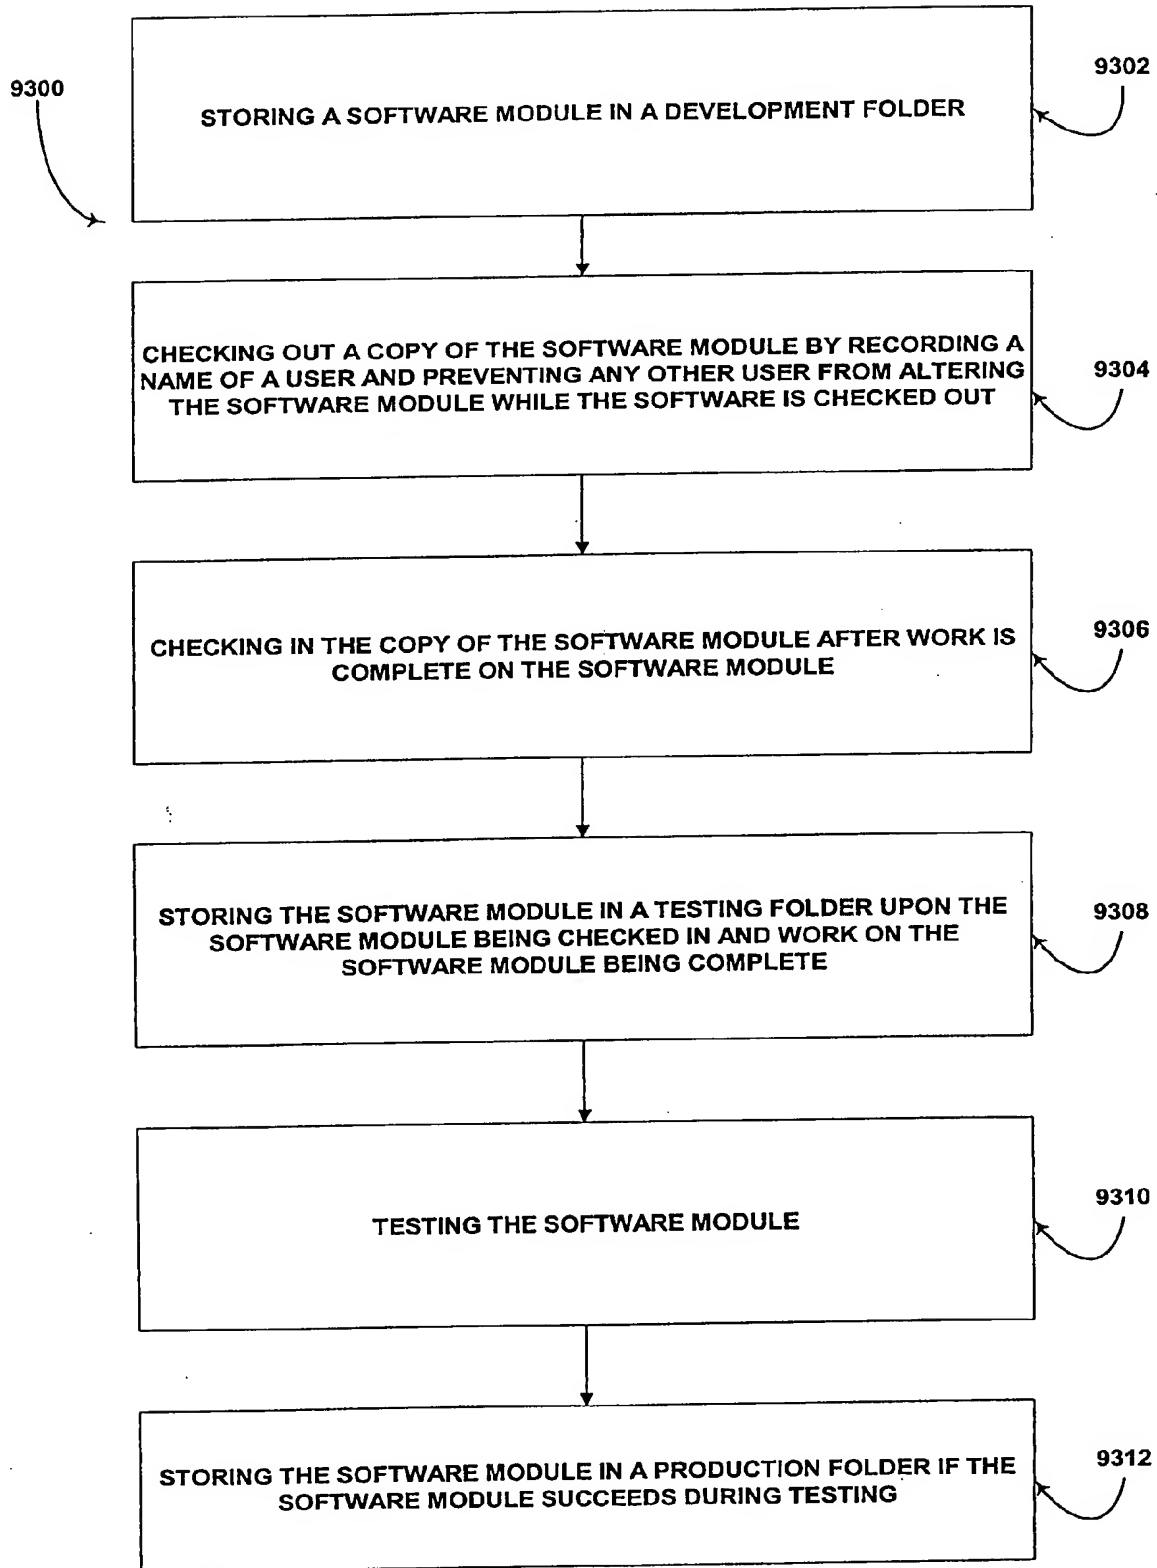 9300
9302
STORING A SOFTWARE MODULE IN A DEVELOPMENT FOLDER
CHECKING OUT A COPY OF THE SOFTWARE MODULE BY RECORDING A
NAME OF A USER AND PREVENTING ANY OTHER USER FROM ALTERING
THE SOFTWARE MODULE WHILE THE SOFTWARE IS CHECKED OUT
9304
CHECKING IN THE COPY OF THE SOFTWARE MODULE AFTER WORK IS
COMPLETE ON THE SOFTWARE MODULE
9306
STORING THE SOFTWARE MODULE IN A TESTING FOLDER UPON THE
SOFTWARE MODULE BEING CHECKED IN AND WORK ON THE
SOFTWARE MODULE BEING COMPLETE
9308
TESTING THE SOFTWARE MODULE
9310
STORING THE SOFTWARE MODULE IN A PRODUCTION FOLDER IF THE
SOFTWARE MODULE SUCCEEDS DURING TESTING
9312